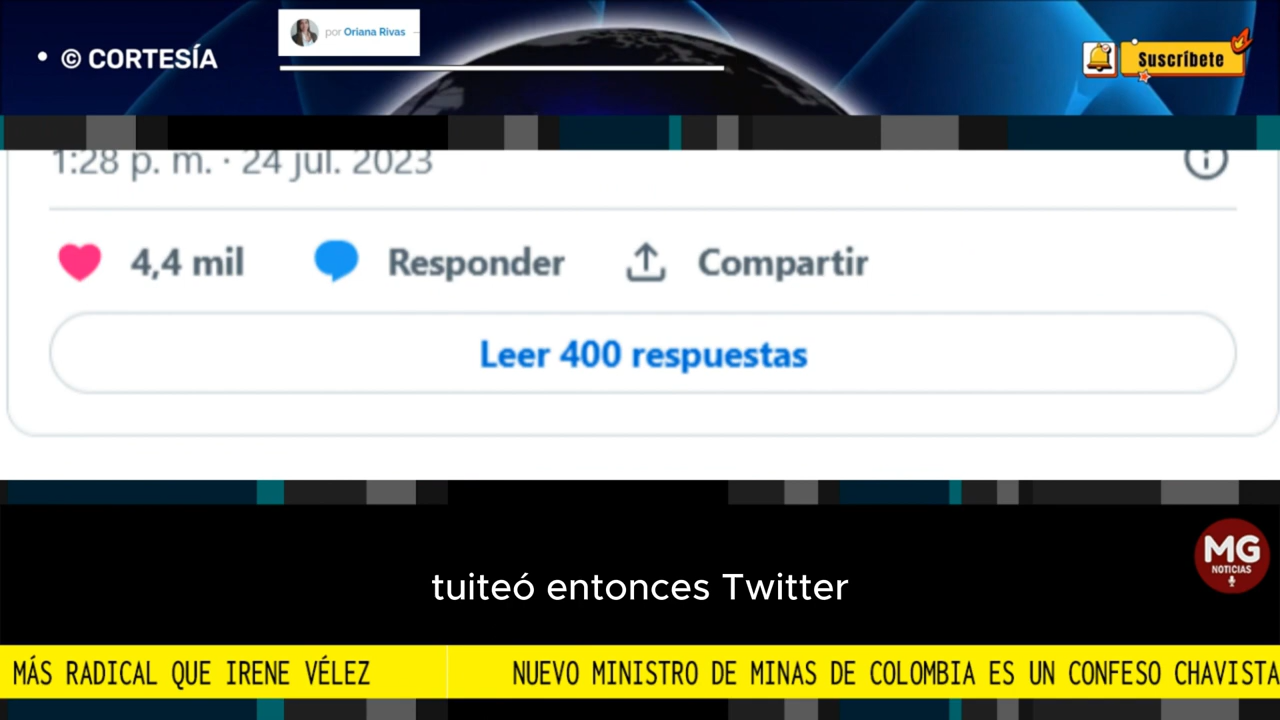 © CORTESÍA
por Oriana Rivas
Suscríbete
1:28 p. m. · 24 jul. 2023
4,4 mil
Responder
Compartir
Leer 400 respuestas
MG
NOTICIAS
tuiteó entonces Twitter
MÁS RADICAL QUE IRENE VÉLEZ
NUEVO MINISTRO DE MINAS DE COLOMBIA ES UN CONFESO CHAVISTA